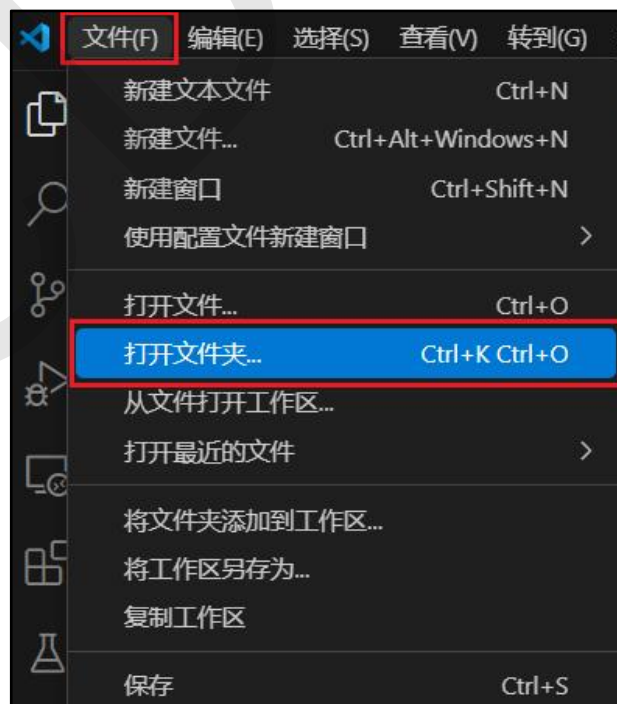 文件(F) 编辑(E) 选择(S) 查看(V) 转到(G)
新建文本文件 Ctrl+N
新建文件... Ctrl+Alt+Windows+N
新建窗口 Ctrl+Shift+N
使用配置文件新建窗口
打开文件... Ctrl+O
打开文件夹... Ctrl+K Ctrl+O
从文件打开工作区...
打开最近的文件
将文件夹添加到工作区...
将工作区另存为...
复制工作区
保存 Ctrl+S